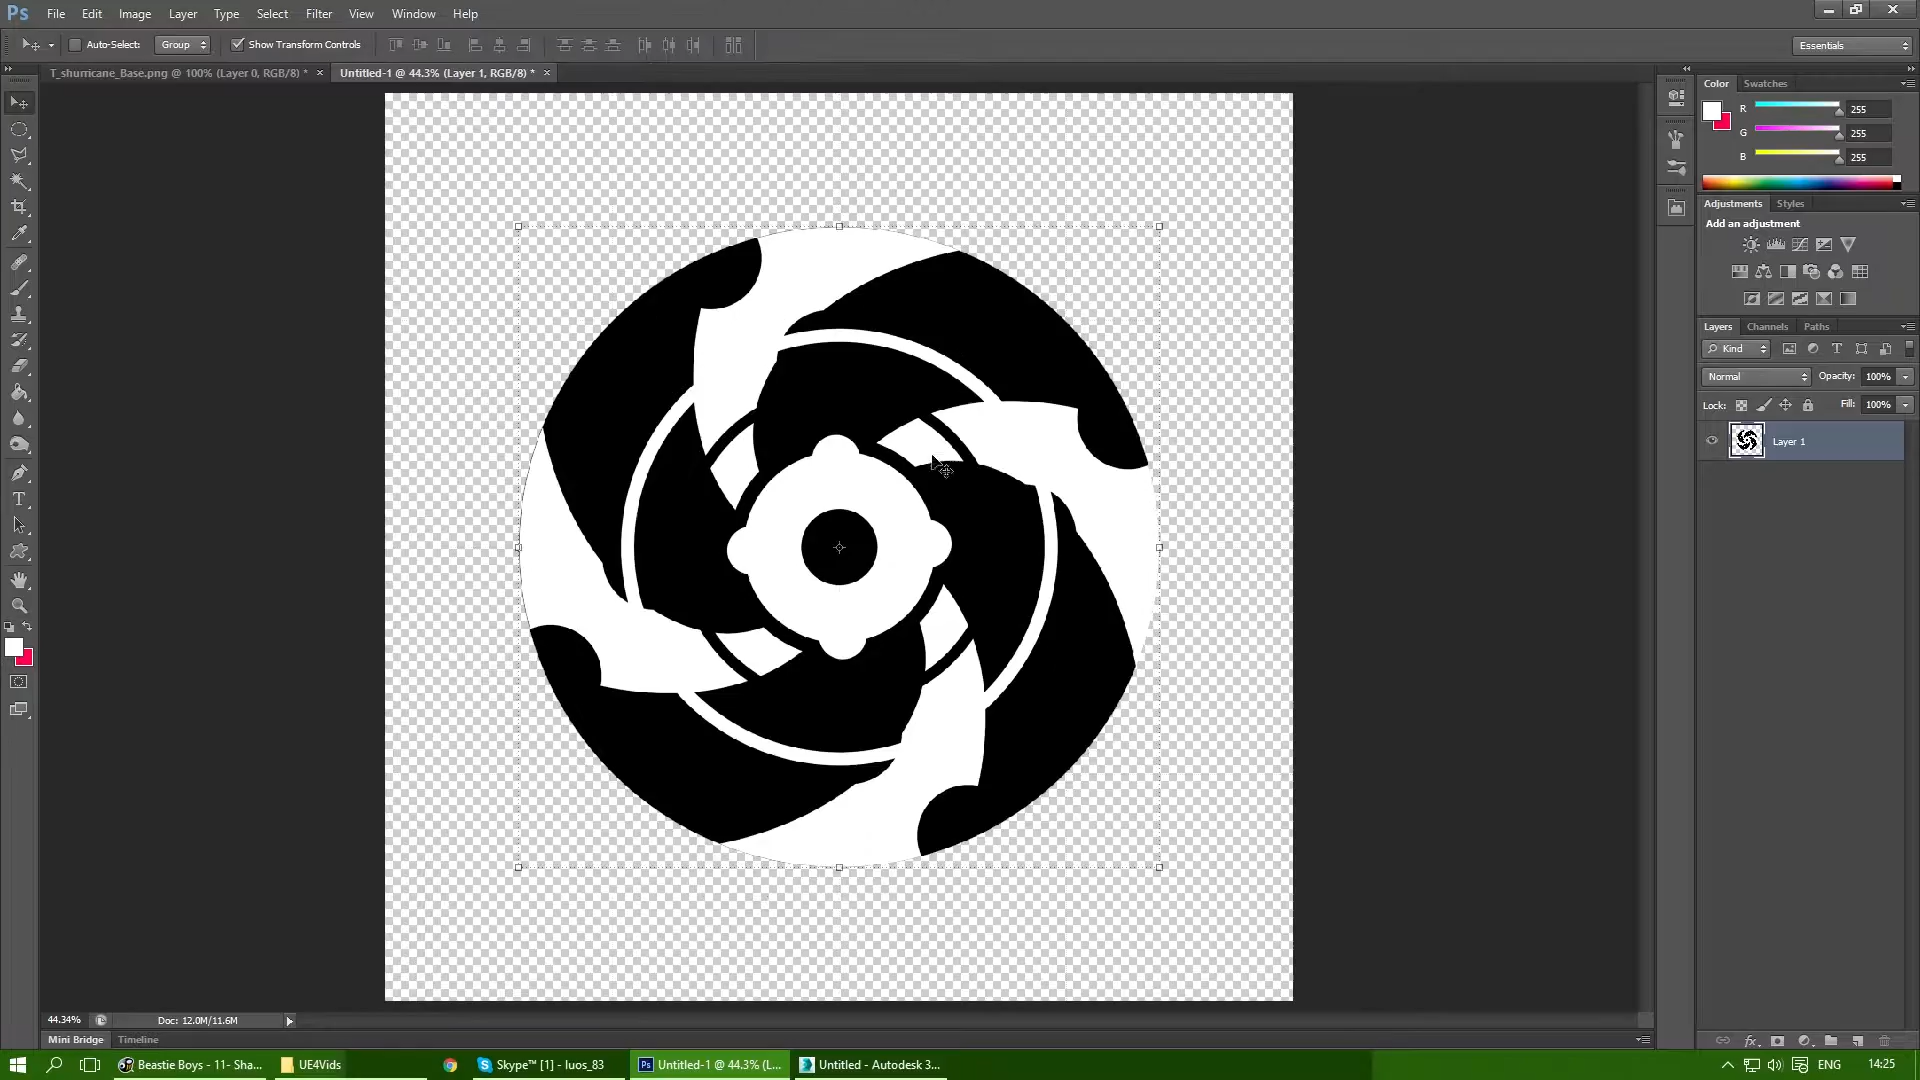 Ps File Edit Image Layer Type Select Filter View Window Help
Auto-Select: Group Show Transform Controls Essentials
T_shurricane_Base.png @ 100% (Layer 0, RGB/8) * × Untitled-1 @ 44.3% (Layer 1, RGB/8) * ×
Color Swatches
R 255
G 255
B 255
Adjustments Styles
Add an adjustment
Layers Channels Paths
Kind
Normal Opacity: 100%
Lock: Fill: 100%
Layer 1
44.34% Doc: 12.0M/11.6M
Mini Bridge Timeline
Beastie Boys - 11- Sha... UE4Vids Skype™ [1] - luos_83 Untitled-1 @ 44.3% (L... Untitled - Autodesk 3... ENG 14:25